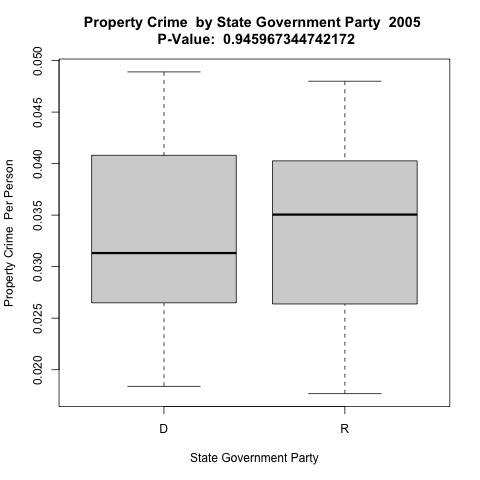 Property Crime  by State Government Party  2005
P-Value:  0.945967344742172
Property Crime  Per Person
0.050
0.045
0.040
0.035
0.030
0.025
0.020
D
R
State Government Party